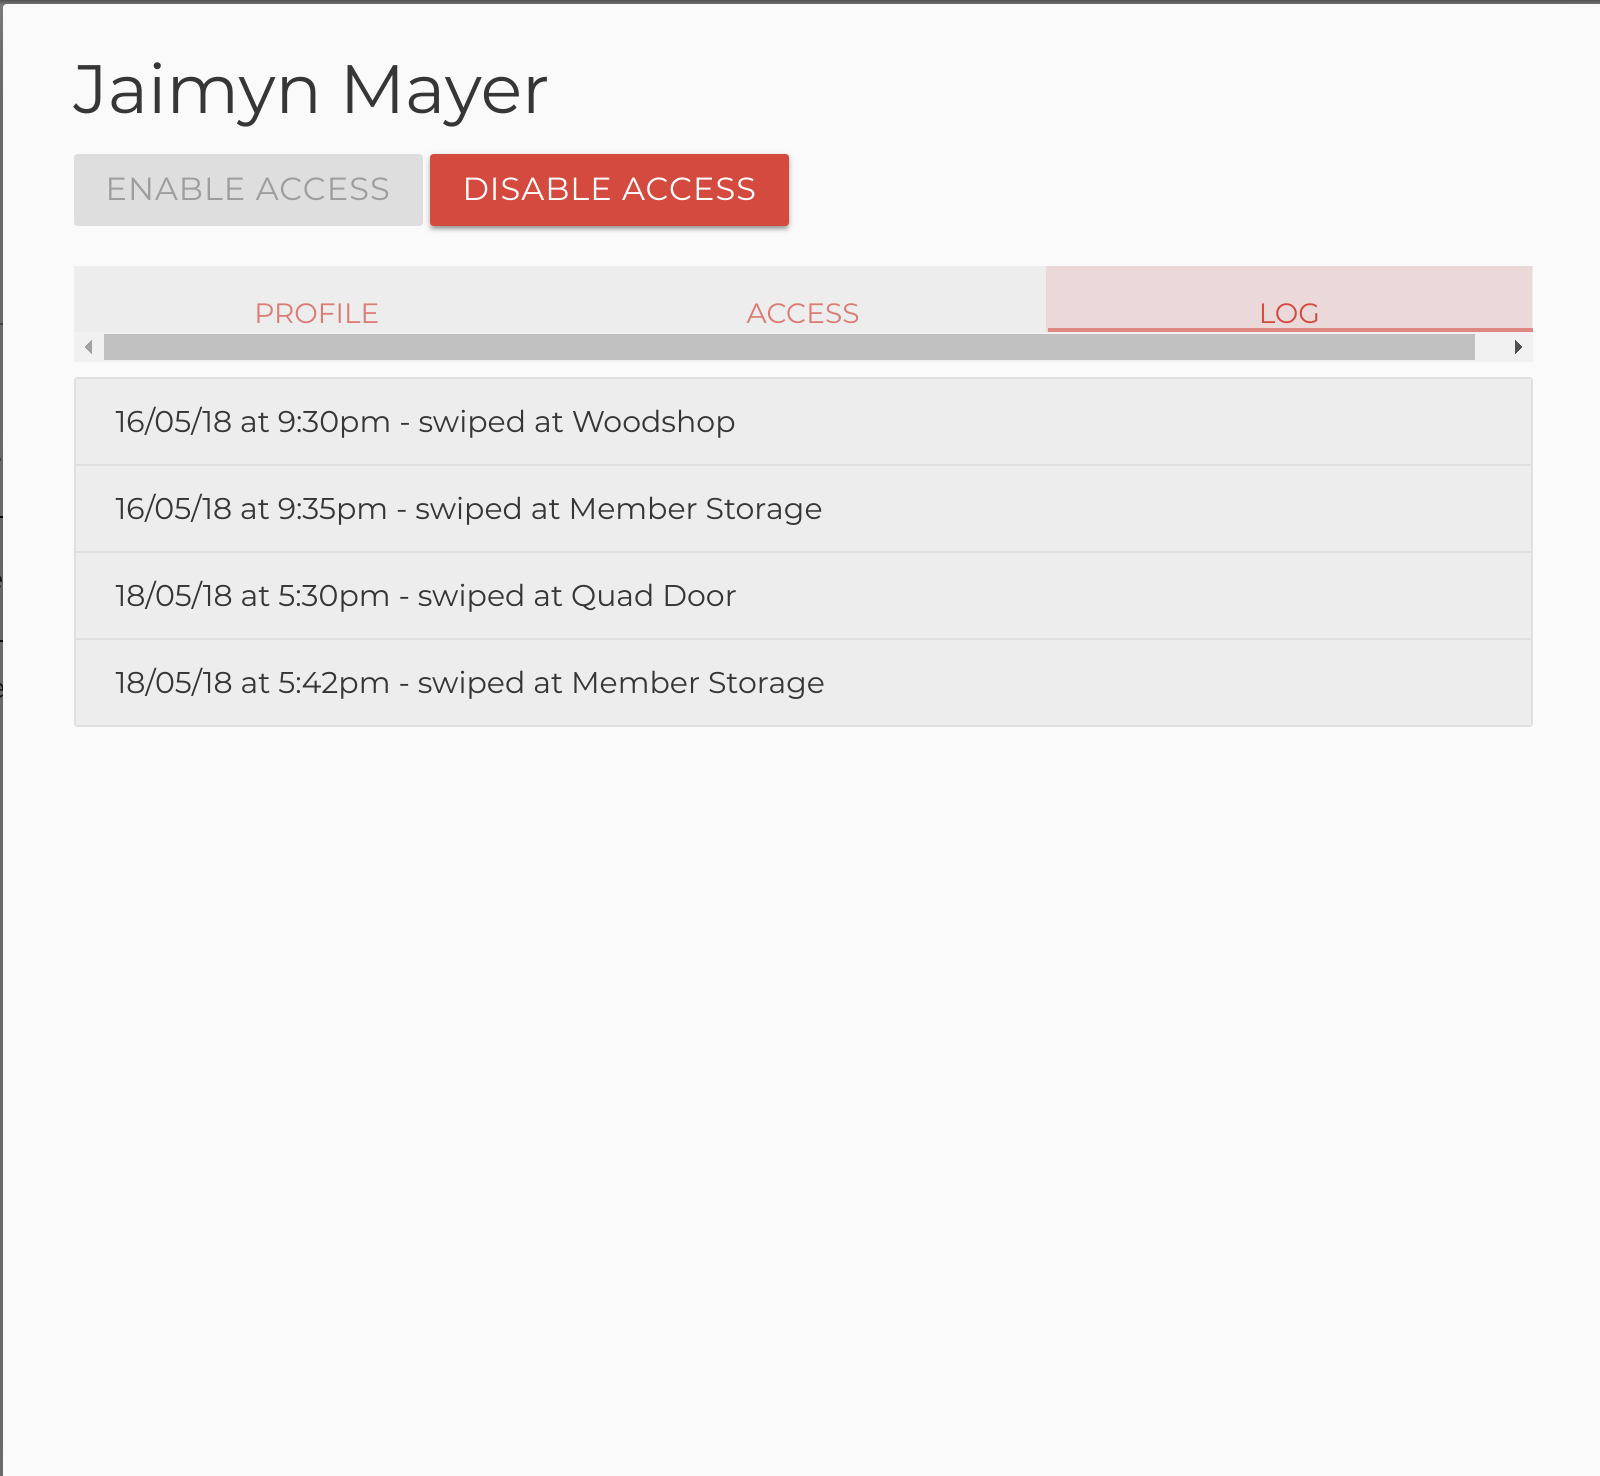 Jaimyn Mayer
ENABLE ACCESS DISABLE ACCESS
PROFILE ACCESS LOG
16/05/18 at 9:30pm - swiped at Woodshop
16/05/18 at 9:35pm - swiped at Member Storage
18/05/18 at 5:30pm - swiped at Quad Door
18/05/18 at 5:42pm - swiped at Member Storage